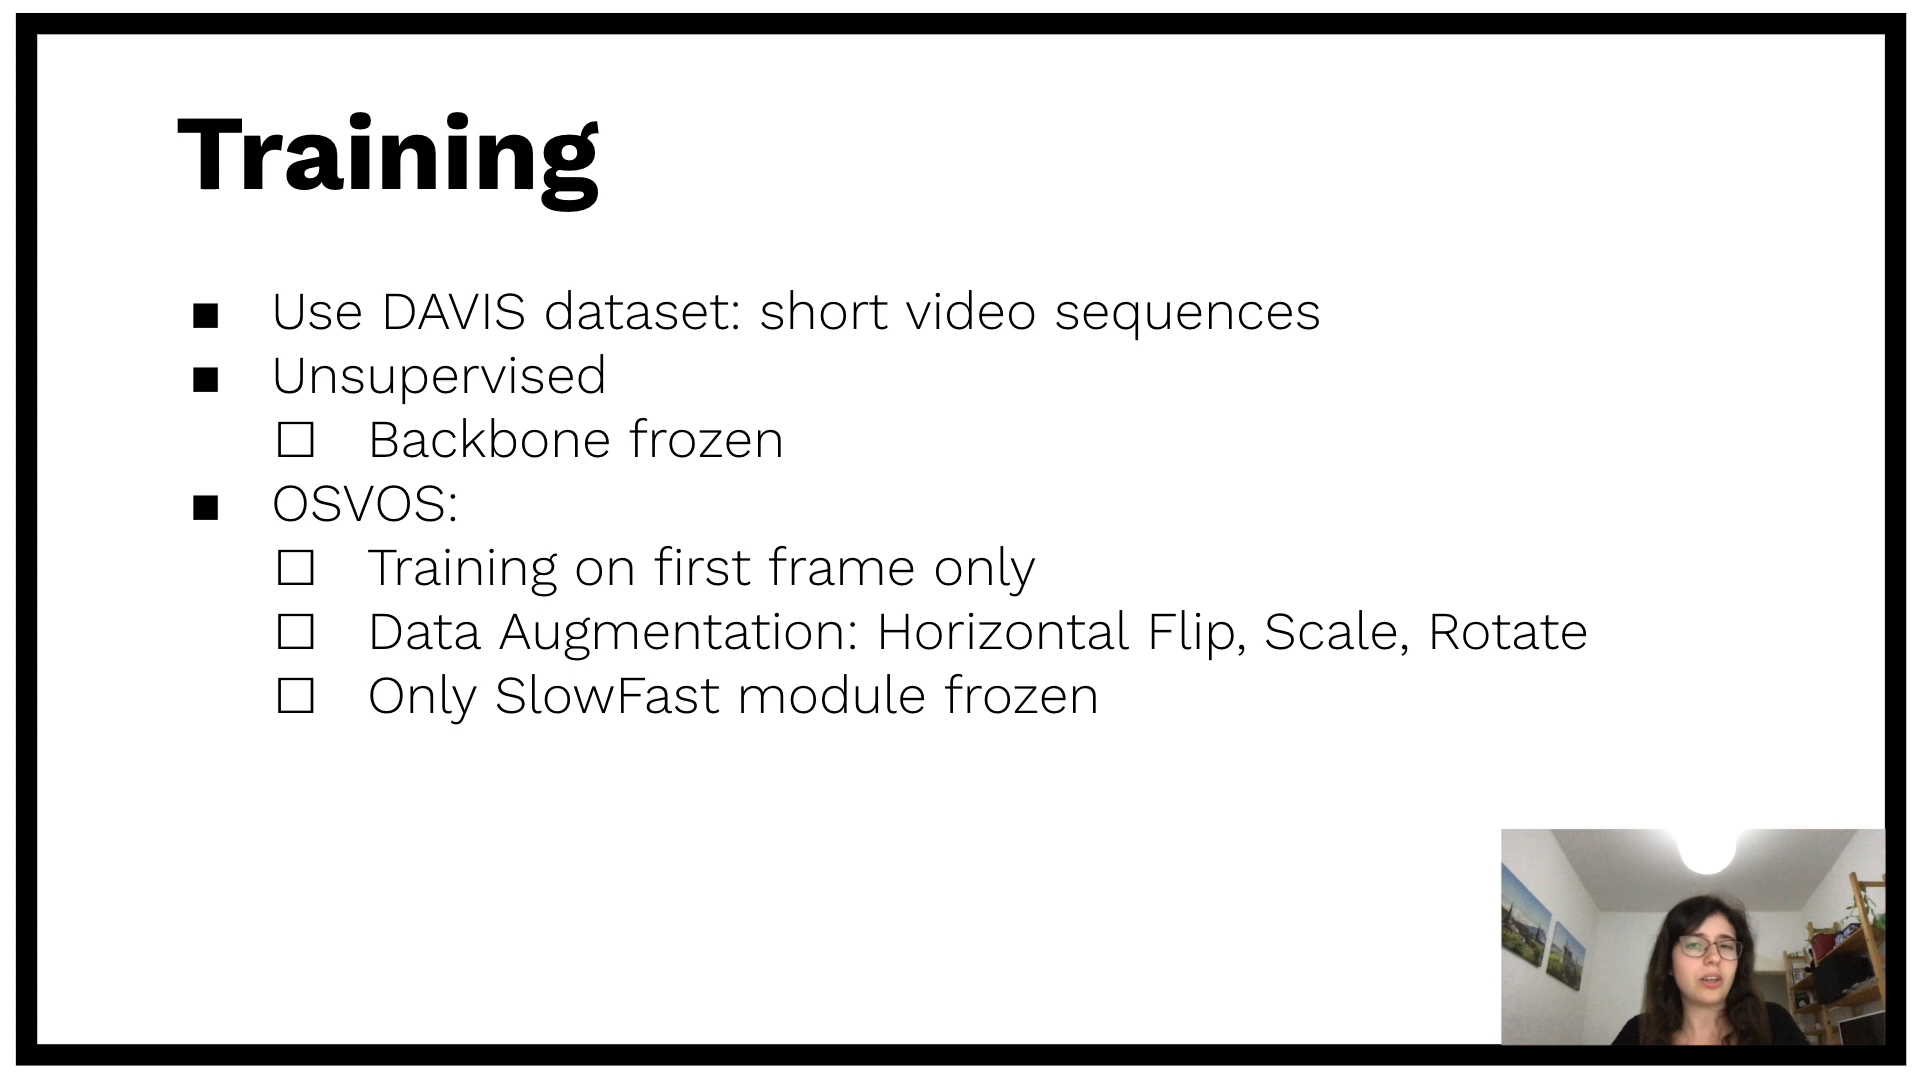 Training
Use DAVIS dataset: short video sequences
Unsupervised
Backbone frozen
OSVOS:
Training on first frame only
Data Augmentation: Horizontal Flip, Scale, Rotate
Only SlowFast module frozen